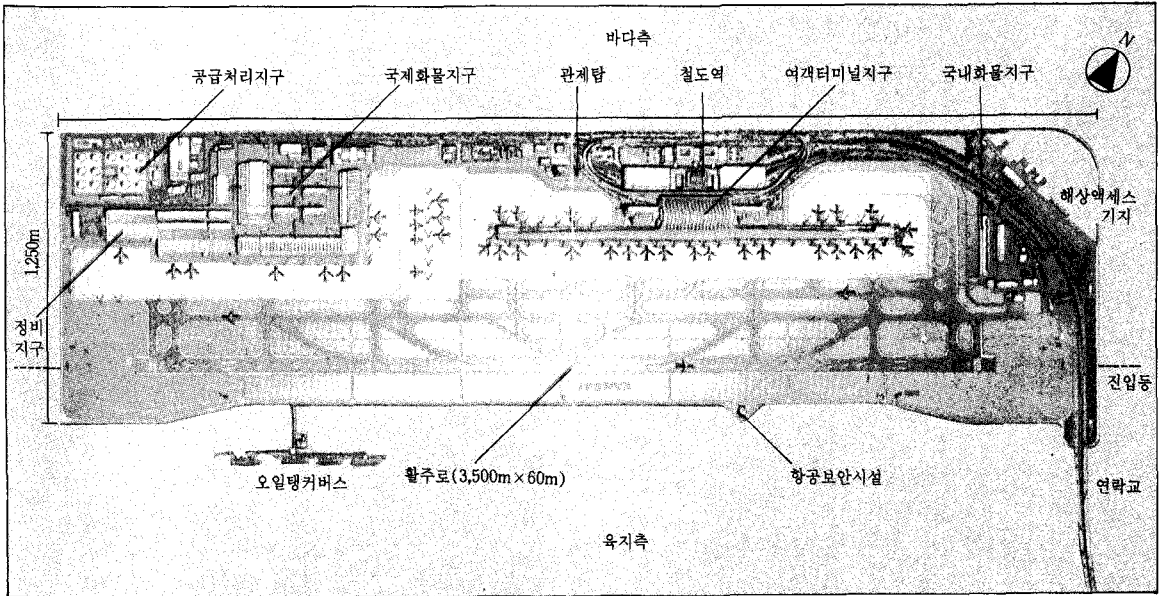 바다측
N
공급처리지구
국제화물지구
관제탑
철도역
여객터미널지구
국내화물지구
해상액세스
기지
1,250m
정비
지구
진입등
오일탱커버스
활주로(3,500m×60m)
항공보안시설
연락교
육지측